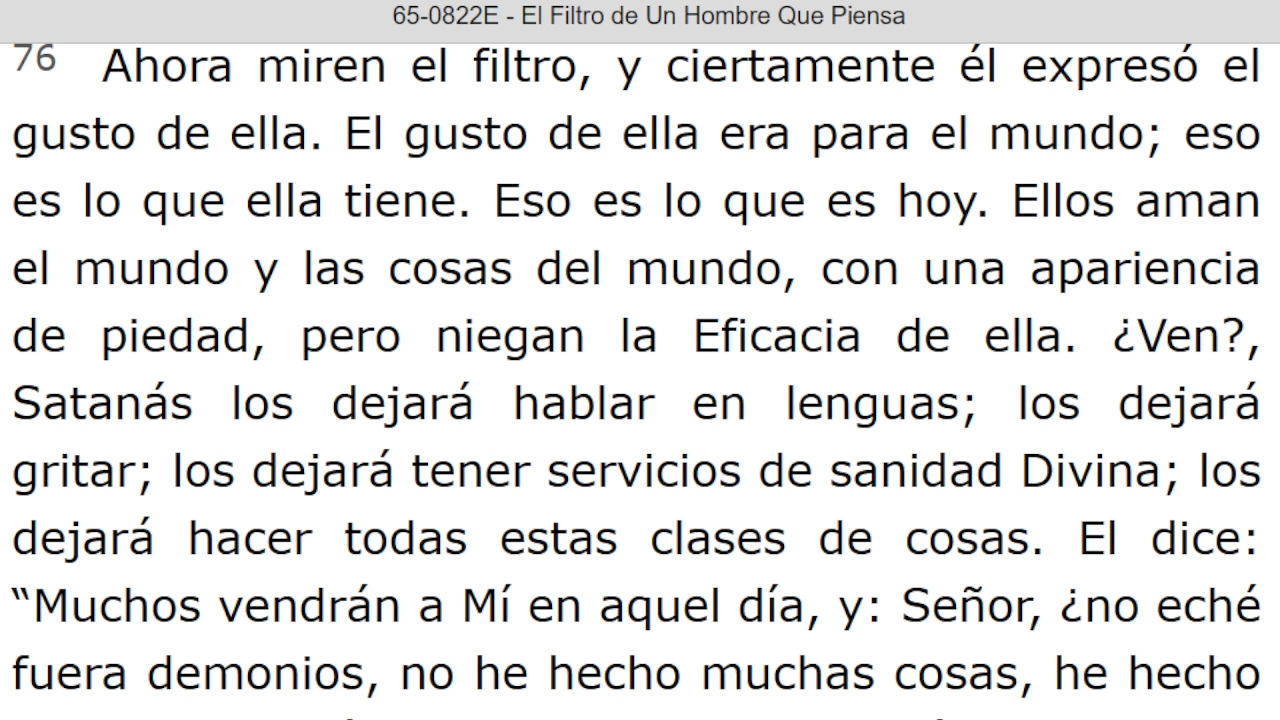 65-0822E - El Filtro de Un Hombre Que Piensa
76 Ahora miren el filtro, y ciertamente él expresó el
gusto de ella. El gusto de ella era para el mundo; eso
es lo que ella tiene. Eso es lo que es hoy. Ellos aman
el mundo y las cosas del mundo, con una apariencia
de piedad, pero niegan la Eficacia de ella. ¿Ven?,
Satanás los dejará hablar en lenguas; los dejará
gritar; los dejará tener servicios de sanidad Divina; los
dejará hacer todas estas clases de cosas. El dice:
“Muchos vendrán a Mí en aquel día, y: Señor, ¿no eché
fuera demonios, no he hecho muchas cosas, he hecho